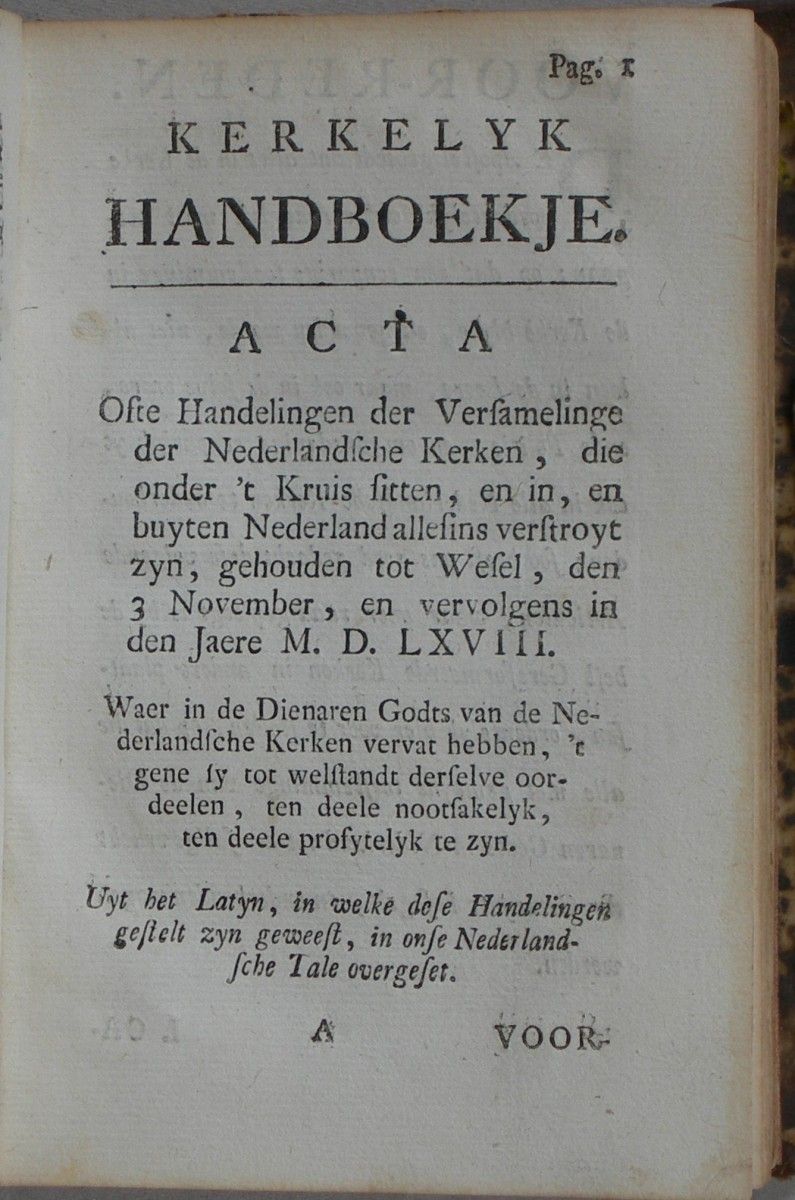 Pag. 1
KERKELYK
HANDBOEKJE.
ACTA
Ofte Handelingen der Verſamelinge
der Nederlandſche Kerken, die
onder 't Kruis ſitten, en in, en
buyten Nederland alleſins verſtroyt
zyn, gehouden tot Weſel, den
3 November, en vervolgens in
den Jaere M. D. LXVIII.
Waer in de Dienaren Godts van de Ne-
derlandſche Kerken vervat hebben, 't
gene ſy tot welſtandt derſelve oor-
deelen, ten deele nootſakelyk,
ten deele profytelyk te zyn.
Uyt het Latyn, in welke deſe Handelingen
geſtelt zyn geweeſt, in onſe Nederland-
ſche Tale overgeſet.
A VOOR-